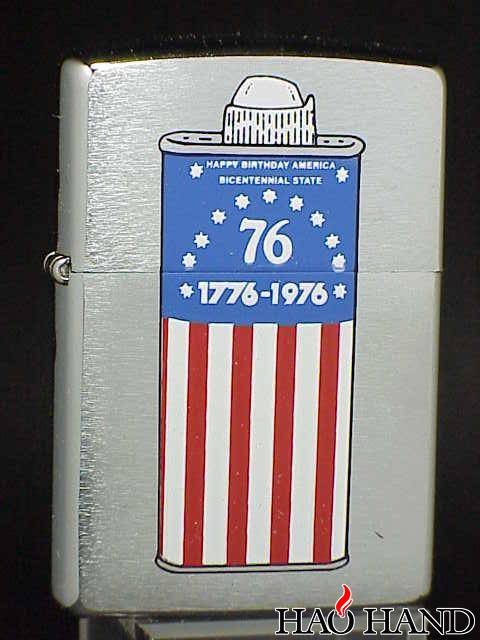 HAPPY BIRTHDAY AMERICA
BICENTENNIAL STATE
76
1776-1976
HAO HAND